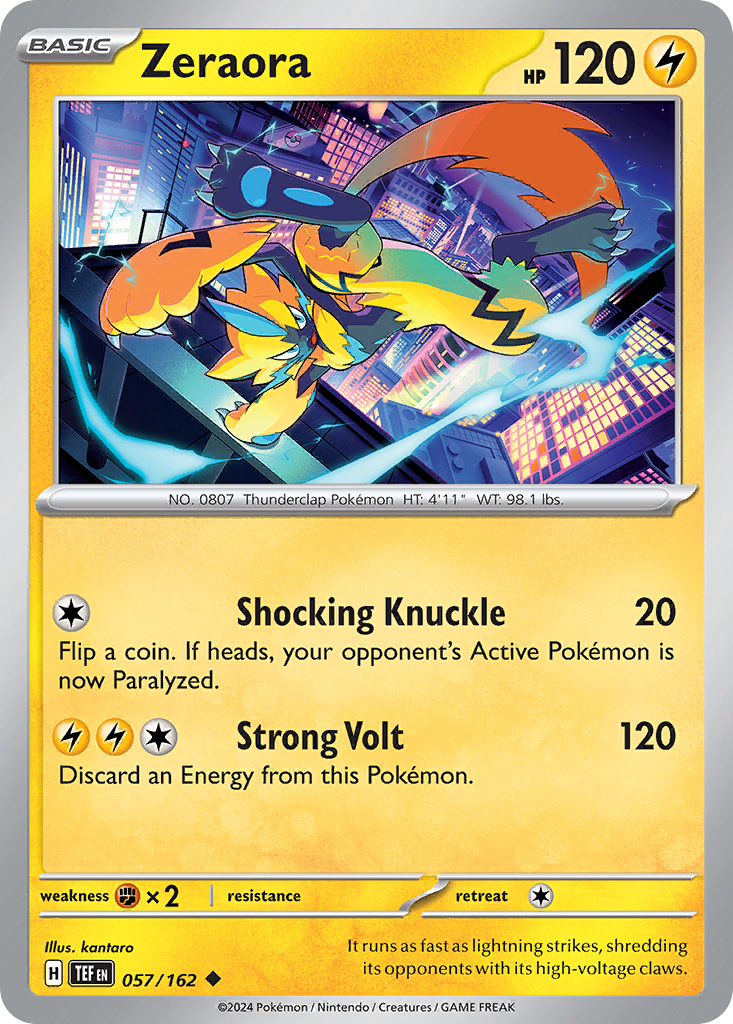 BASIC
Zeraora
HP 120
NO. 0807 Thunderclap Pokémon HT: 4'11" WT: 98.1 lbs.
Shocking Knuckle 20
Flip a coin. If heads, your opponent's Active Pokémon is
now Paralyzed.
Strong Volt 120
Discard an Energy from this Pokémon.
weakness ×2 resistance retreat
Illus. kantaro
It runs as fast as lightning strikes, shredding
its opponents with its high-voltage claws.
H TEF EN 057/162
©2024 Pokémon / Nintendo / Creatures / GAME FREAK